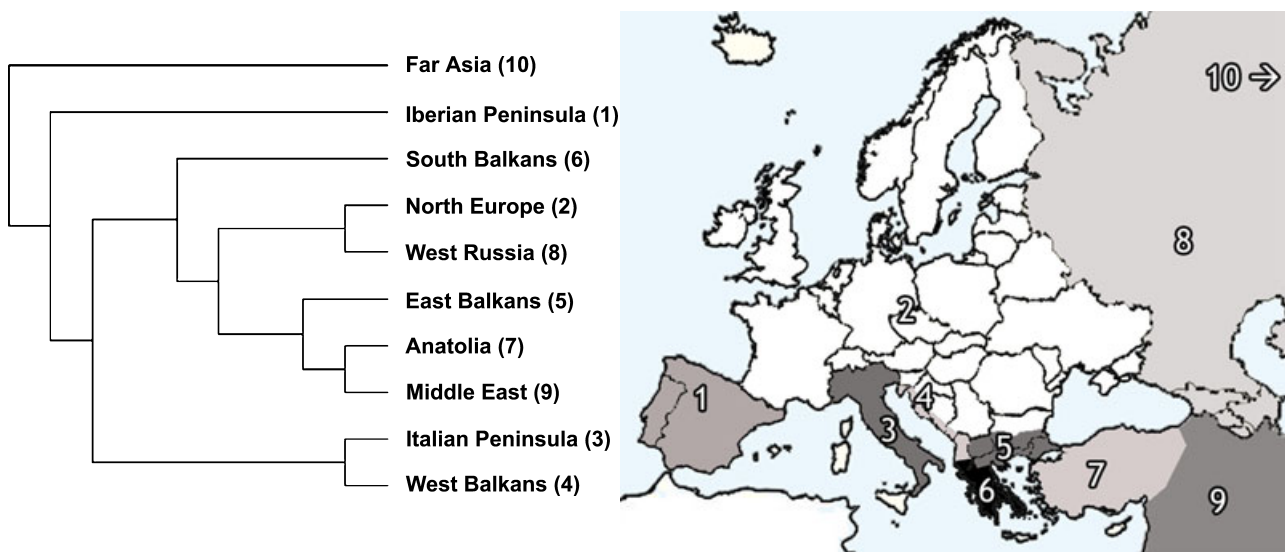 Far Asia (10)
Iberian Peninsula (1)
South Balkans (6)
North Europe (2)
West Russia (8)
East Balkans (5)
Anatolia (7)
Middle East (9)
Italian Peninsula (3)
West Balkans (4)
10 →
8
2
1
4
3
5
7
6
9